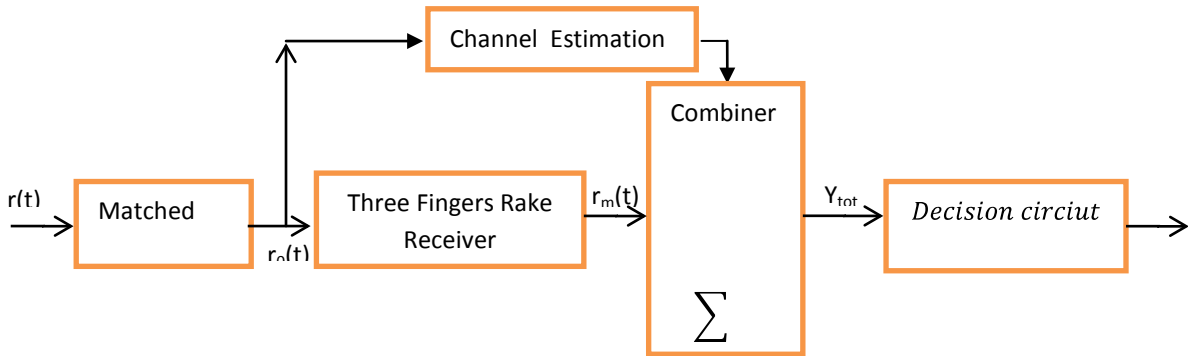 Channel Estimation
Combiner
r(t)
Matched
r₀(t)
Three Fingers Rake
Receiver
rₘ(t)
∑
Yₜₒₜ
Decision circiut